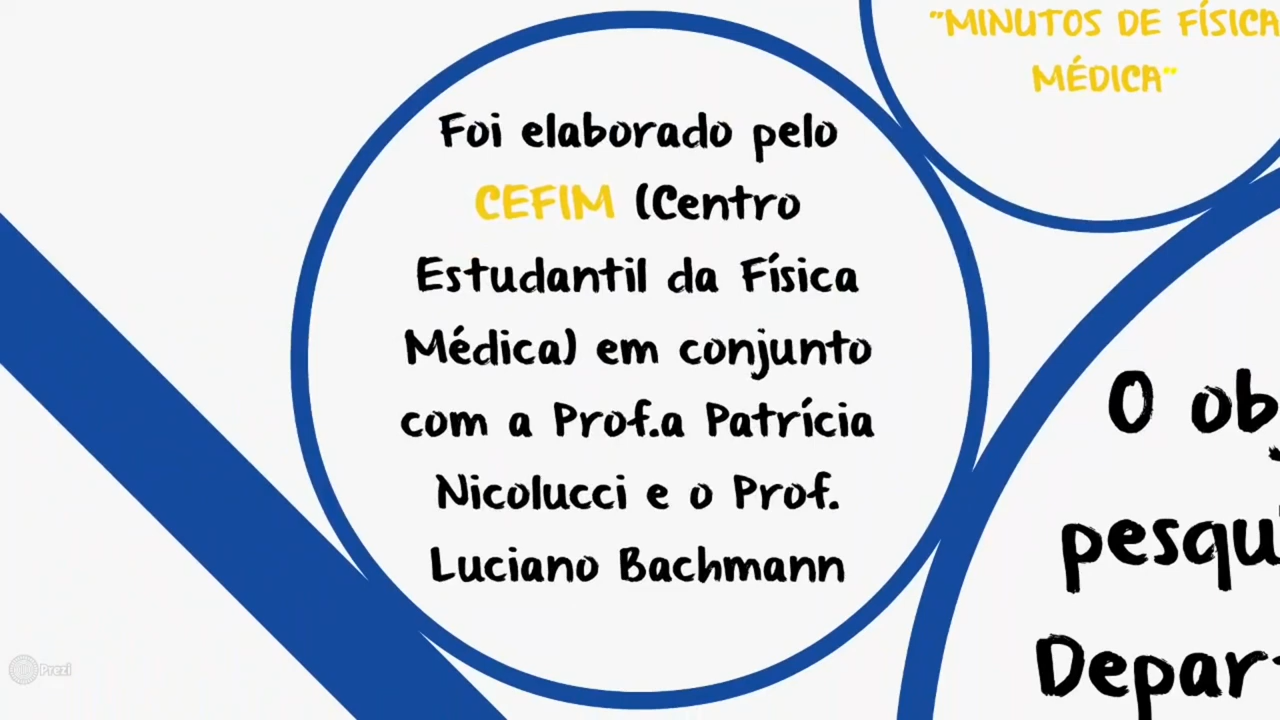 "MINUTOS DE FÍSICA
MÉDICA"
Foi elaborado pelo
CEFIM (Centro
Estudantil da Física
Médica) em conjunto
com a Prof.a Patrícia
Nicolucci e o Prof.
Luciano Bachmann
O
Prezi